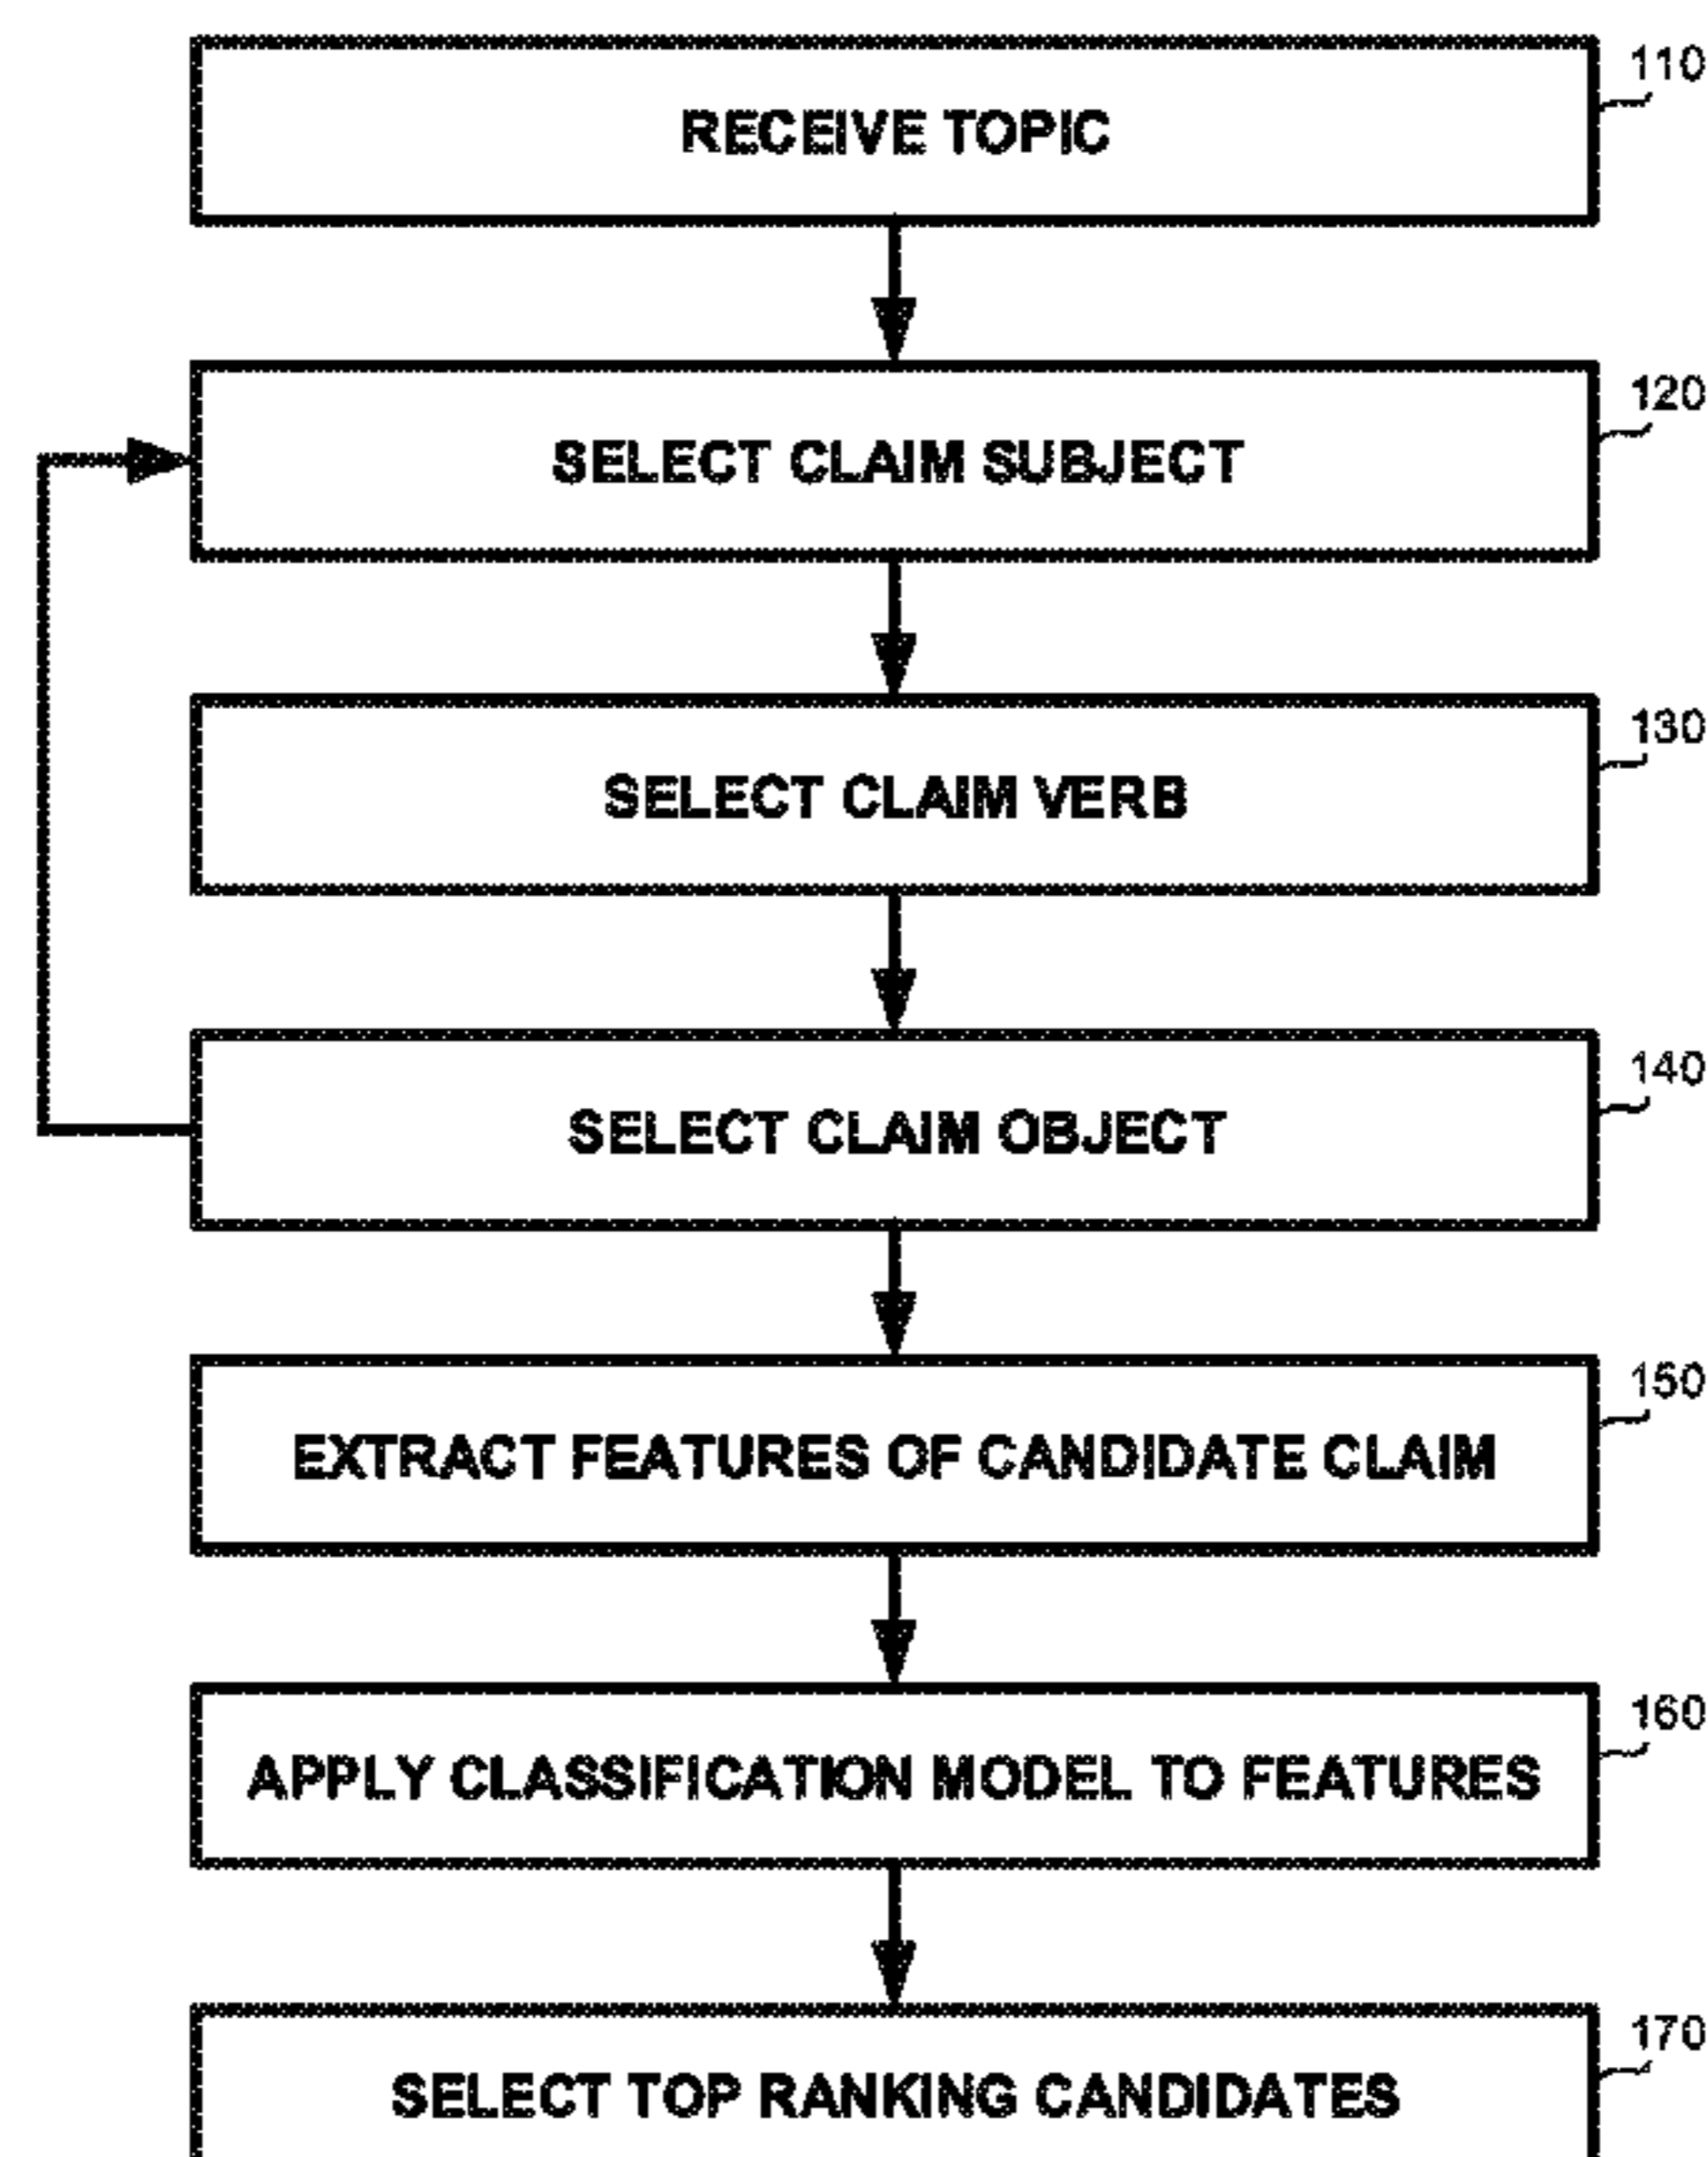 110
RECEIVE TOPIC
120
SELECT CLAIM SUBJECT
130
SELECT CLAIM VERB
140
SELECT CLAIM OBJECT
150
EXTRACT FEATURES OF CANDIDATE CLAIM
160
APPLY CLASSIFICATION MODEL TO FEATURES
170
SELECT TOP RANKING CANDIDATES